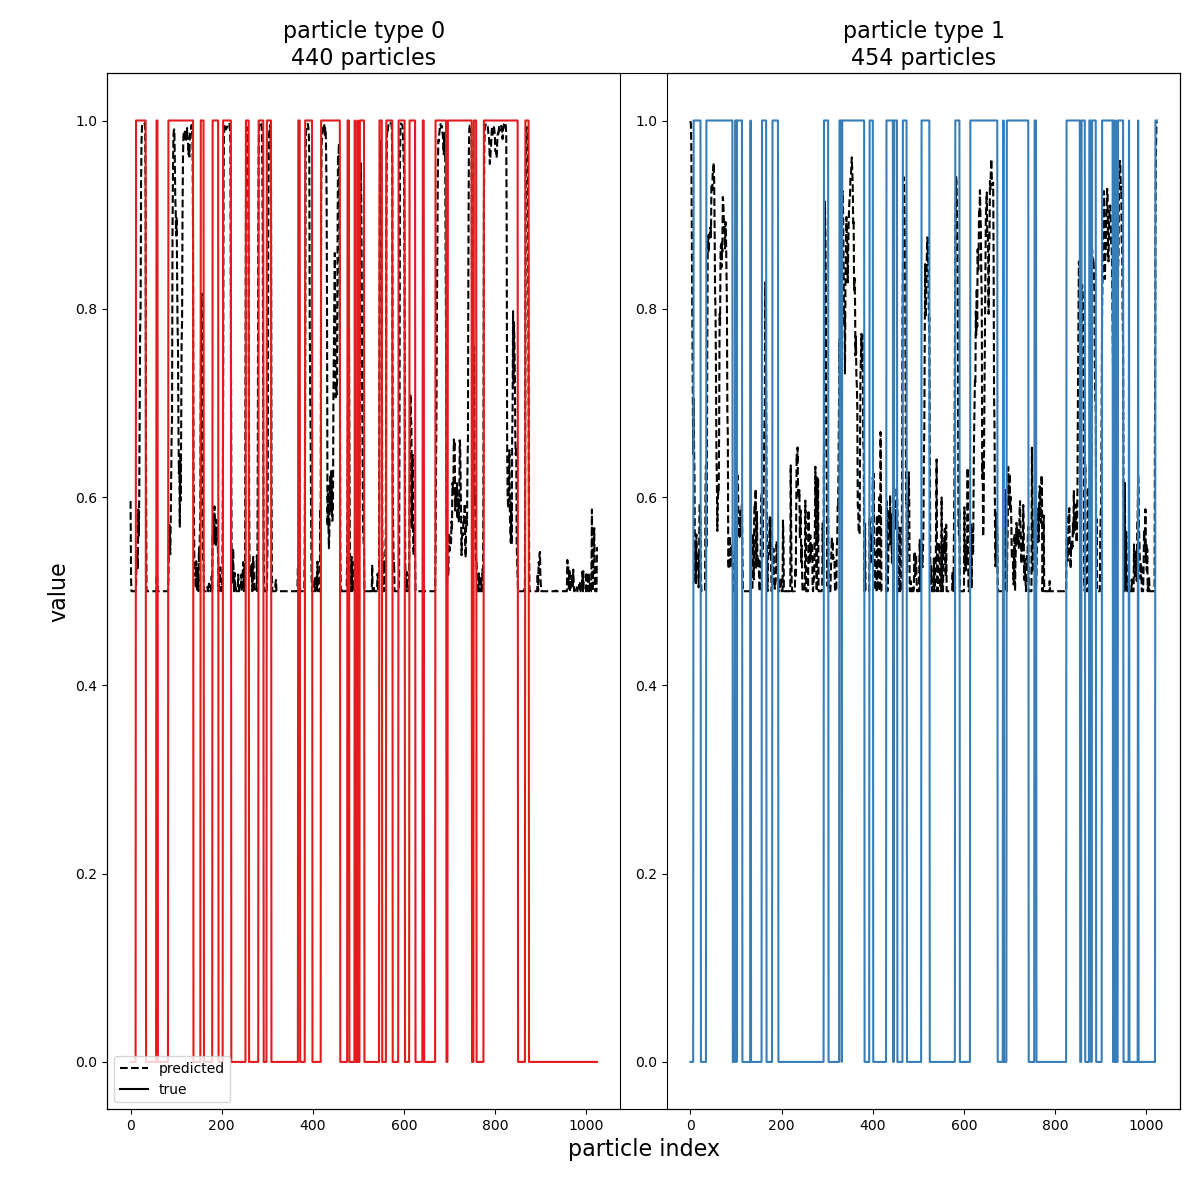 particle type 0
440 particles
particle type 1
454 particles
value
1.0
0.8
0.6
0.4
0.2
0.0
1.0
0.8
0.6
0.4
0.2
0.0
predicted
true
0 200 400 600 800 1000
0 200 400 600 800 1000
particle index